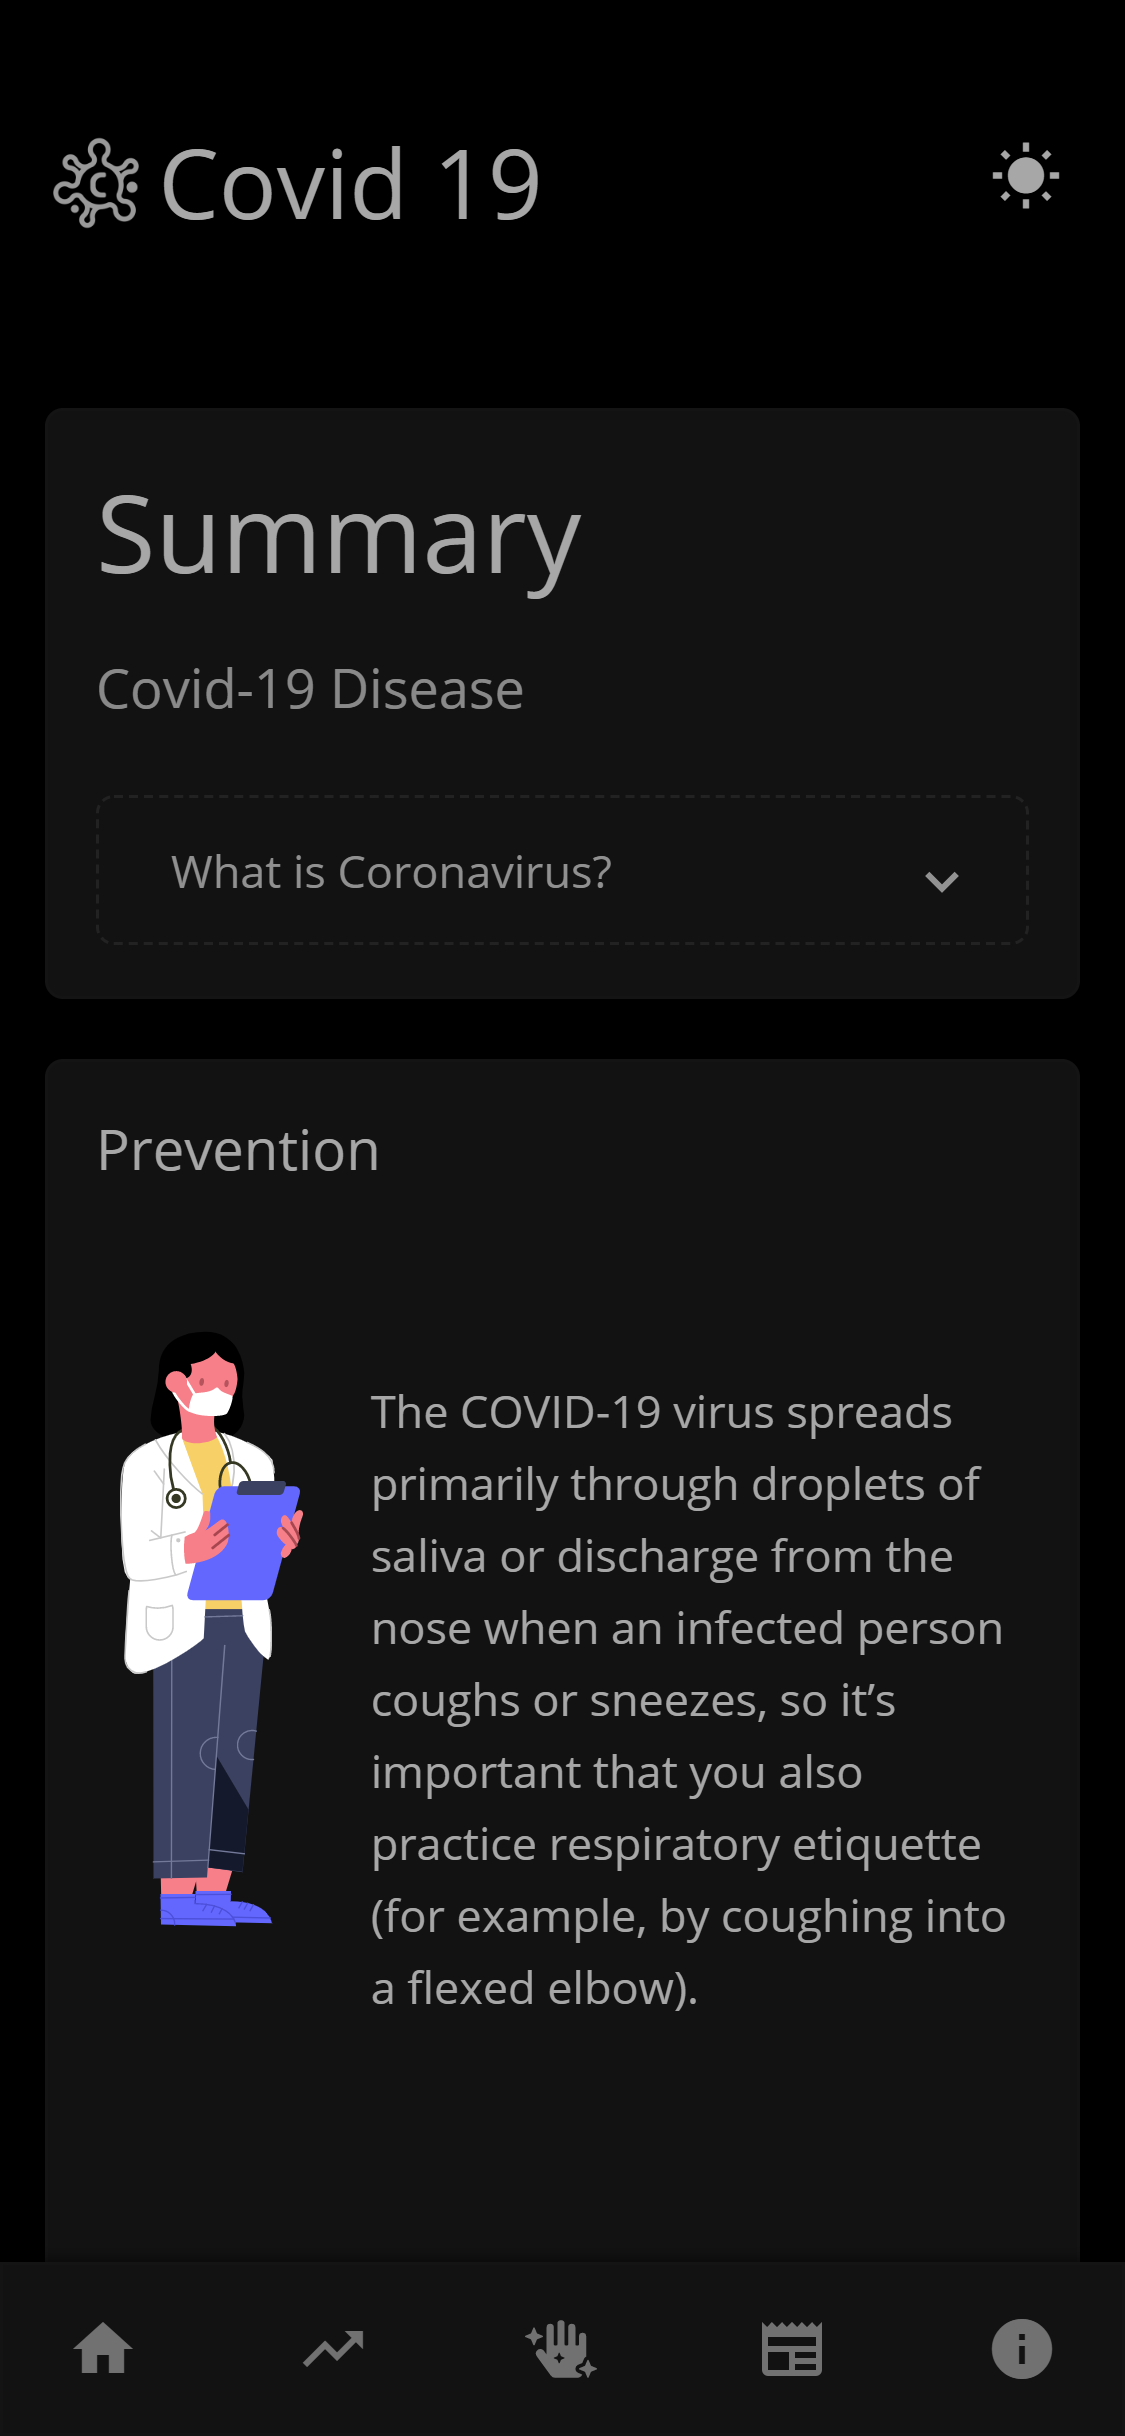 Covid 19
Summary
Covid-19 Disease
What is Coronavirus?
Prevention
The COVID-19 virus spreads
primarily through droplets of
saliva or discharge from the
nose when an infected person
coughs or sneezes, so it’s
important that you also
practice respiratory etiquette
(for example, by coughing into
a flexed elbow).